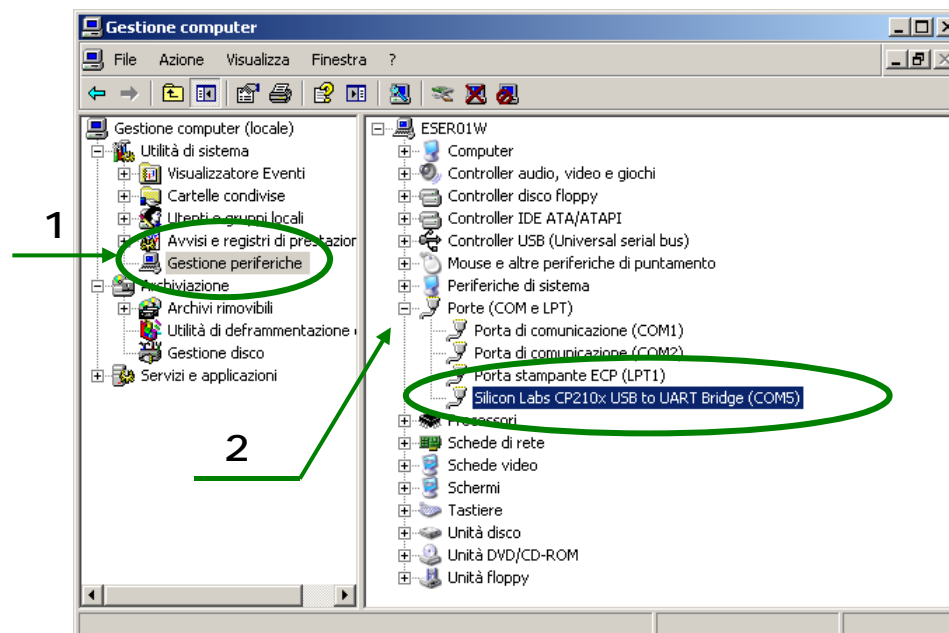 Gestione computer
File Azione Visualizza Finestra ?
Gestione computer (locale)
Utilità di sistema
Visualizzatore Eventi
Cartelle condivise
Utenti e gruppi locali
Avvisi e registri di prestazion
Gestione periferiche
Archiviazione
Archivi rimovibili
Utilità di deframmentazione
Gestione disco
Servizi e applicazioni
1
ESER01W
Computer
Controller audio, video e giochi
Controller disco floppy
Controller IDE ATA/ATAPI
Controller USB (Universal serial bus)
Mouse e altre periferiche di puntamento
Periferiche di sistema
Porte (COM e LPT)
Porta di comunicazione (COM1)
Porta di comunicazione (COM2)
Porta stampante ECP (LPT1)
Silicon Labs CP210x USB to UART Bridge (COM5)
Processori
Schede di rete
Schede video
Schermi
Tastiere
Unità disco
Unità DVD/CD-ROM
Unità floppy
2